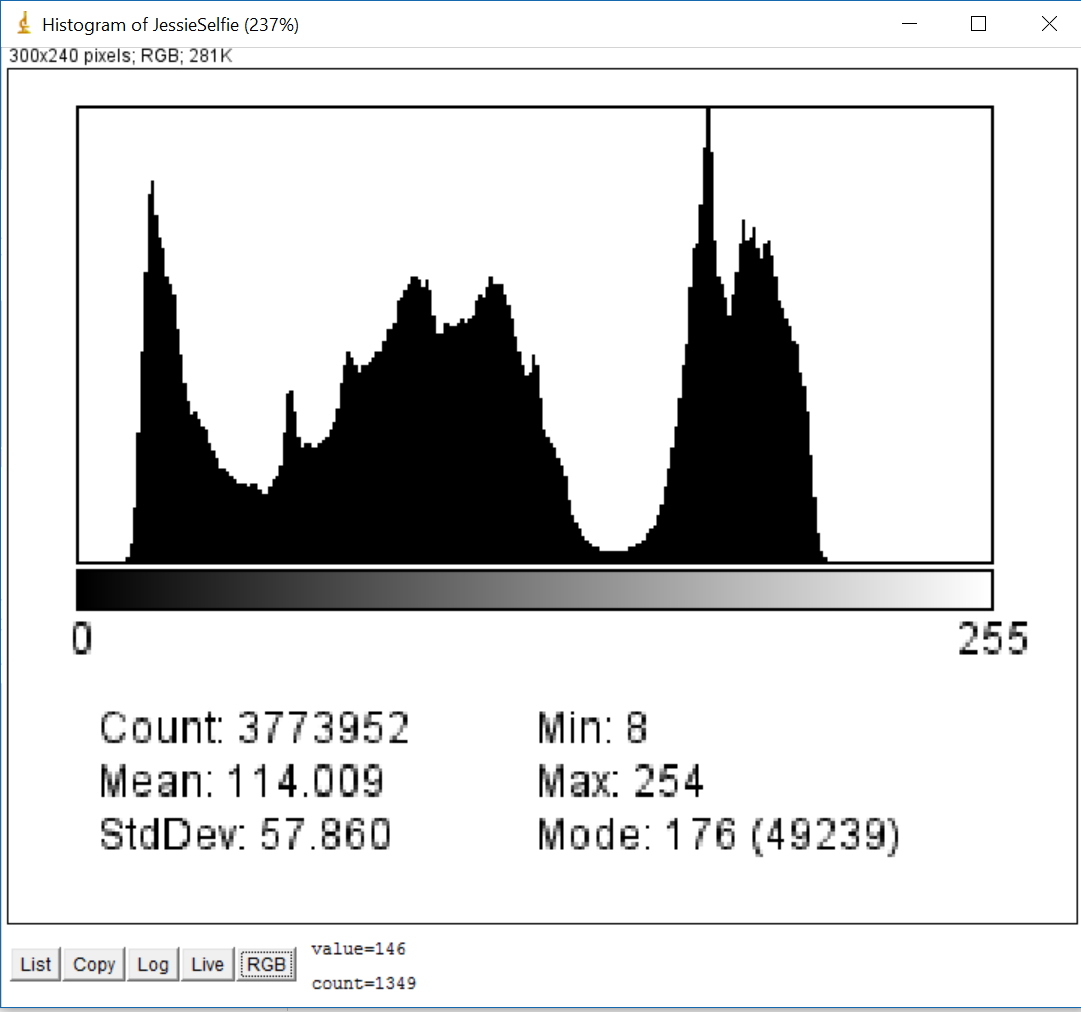 Histogram of JessieSelfie (237%)
300x240 pixels; RGB; 281K
0 255
Count: 3773952 Min: 8
Mean: 114.009 Max: 254
StdDev: 57.860 Mode: 176 (49239)
List Copy Log Live RGB value=146
count=1349